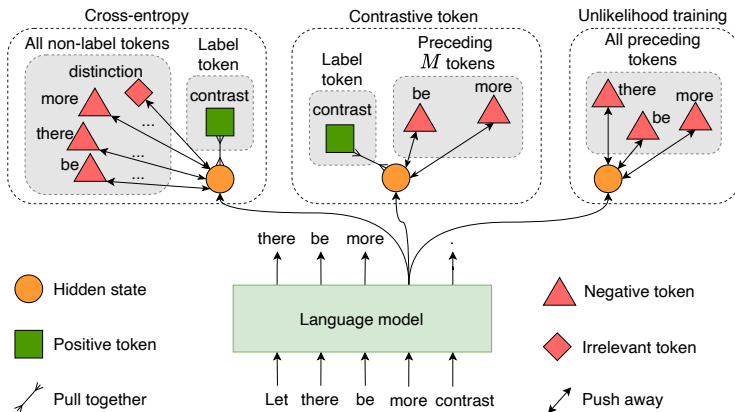 Cross-entropy
Contrastive token
Unlikelihood training
All non-label tokens
Label
token
distinction
contrast
more
...
there
...
be
...
Label
token
contrast
Preceding
M tokens
be
more
All preceding
tokens
there
be
more
there be more .
Language model
Let there be more contrast
Hidden state
Positive token
Pull together
Negative token
Irrelevant token
Push away